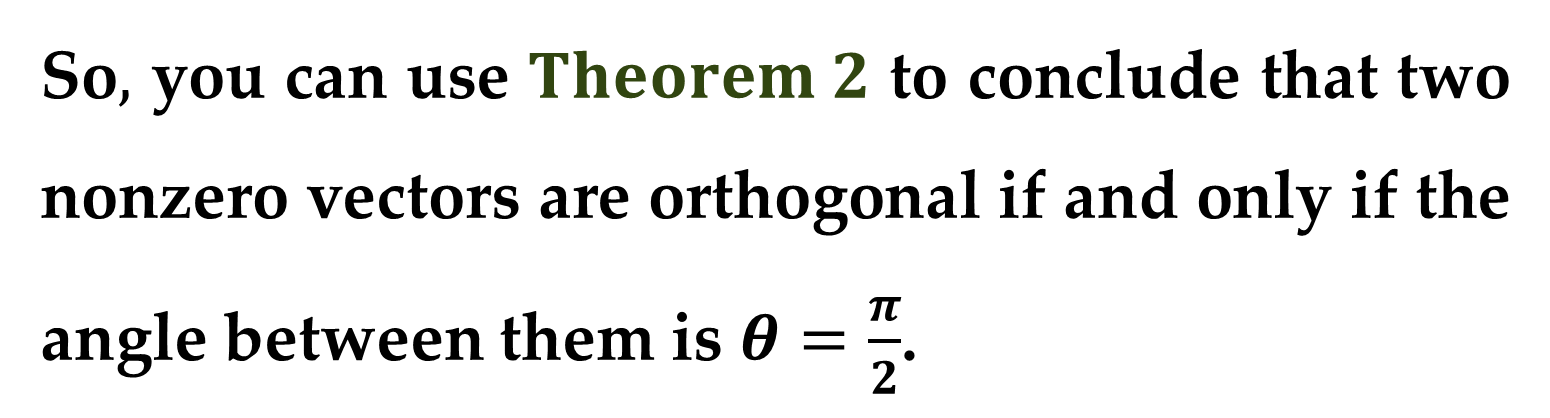 So, you can use Theorem 2 to conclude that two
nonzero vectors are orthogonal if and only if the
angle between them is θ = π/2.